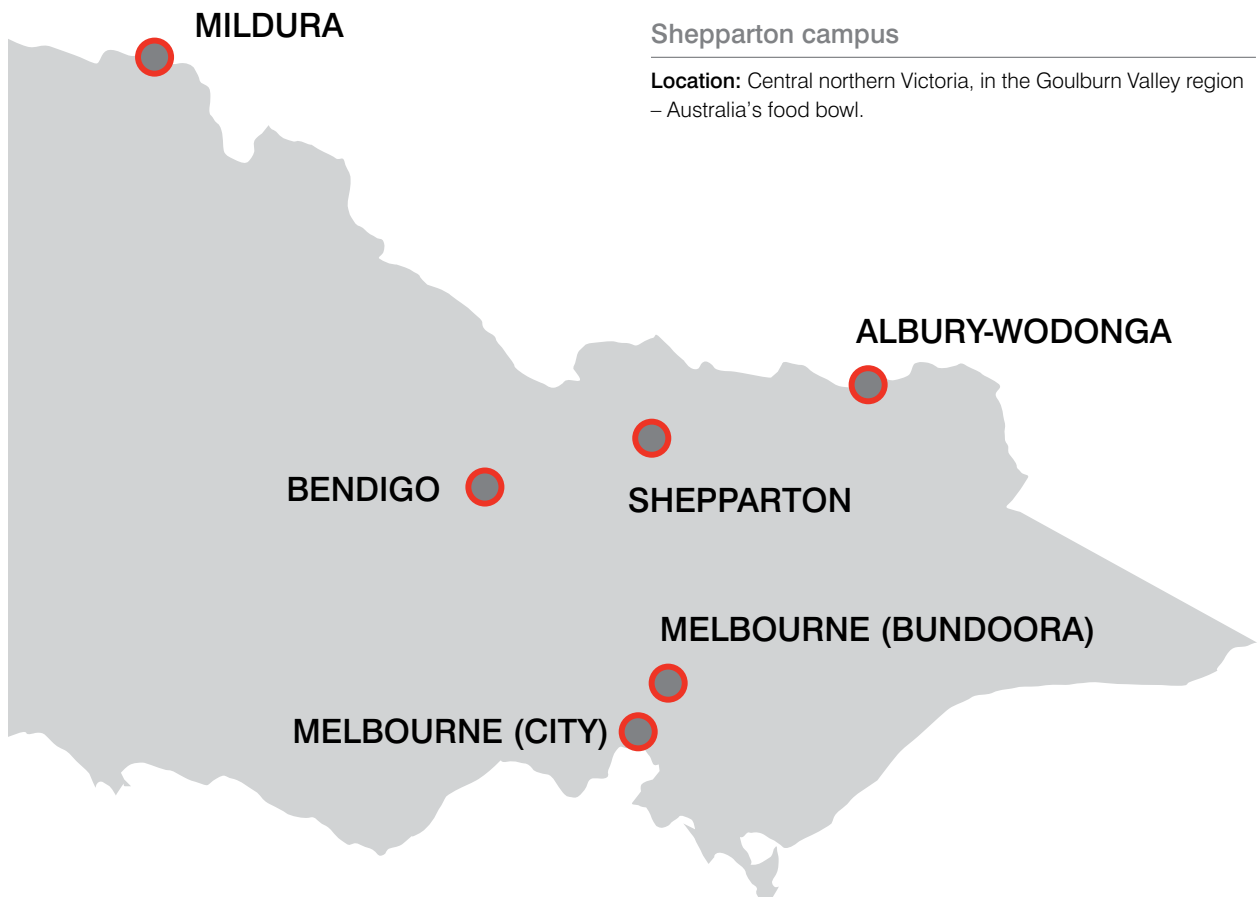 MILDURA
Shepparton campus
Location: Central northern Victoria, in the Goulburn Valley region
– Australia’s food bowl.
ALBURY-WODONGA
BENDIGO
SHEPPARTON
MELBOURNE (BUNDOORA)
MELBOURNE (CITY)